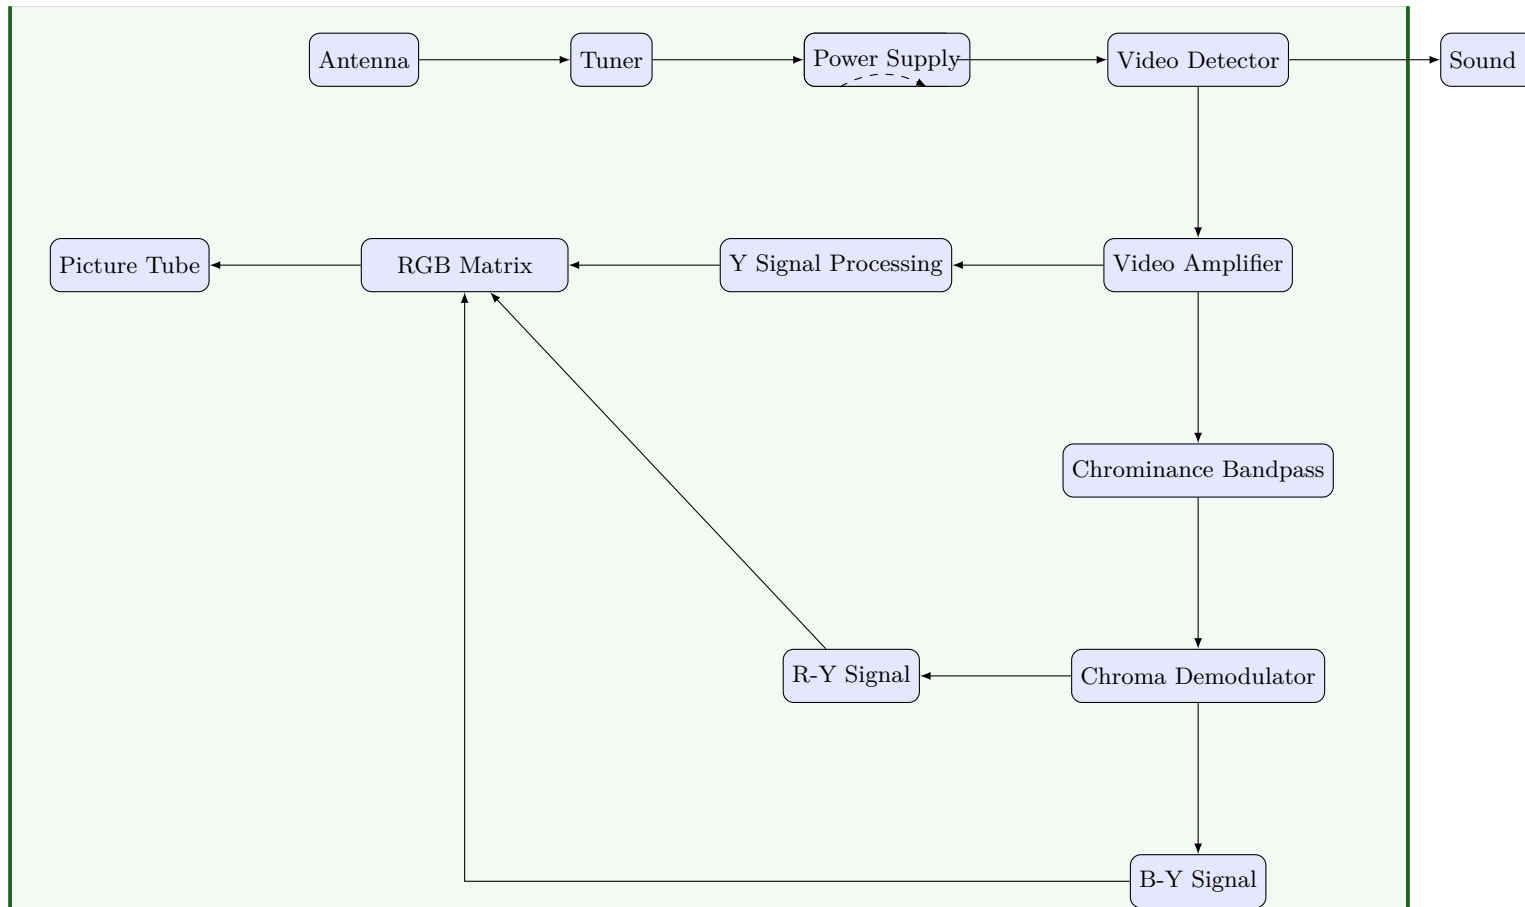 Antenna
Tuner
Power Supply
Video Detector
Sound
Picture Tube
RGB Matrix
Y Signal Processing
Video Amplifier
Chrominance Bandpass
R-Y Signal
Chroma Demodulator
B-Y Signal